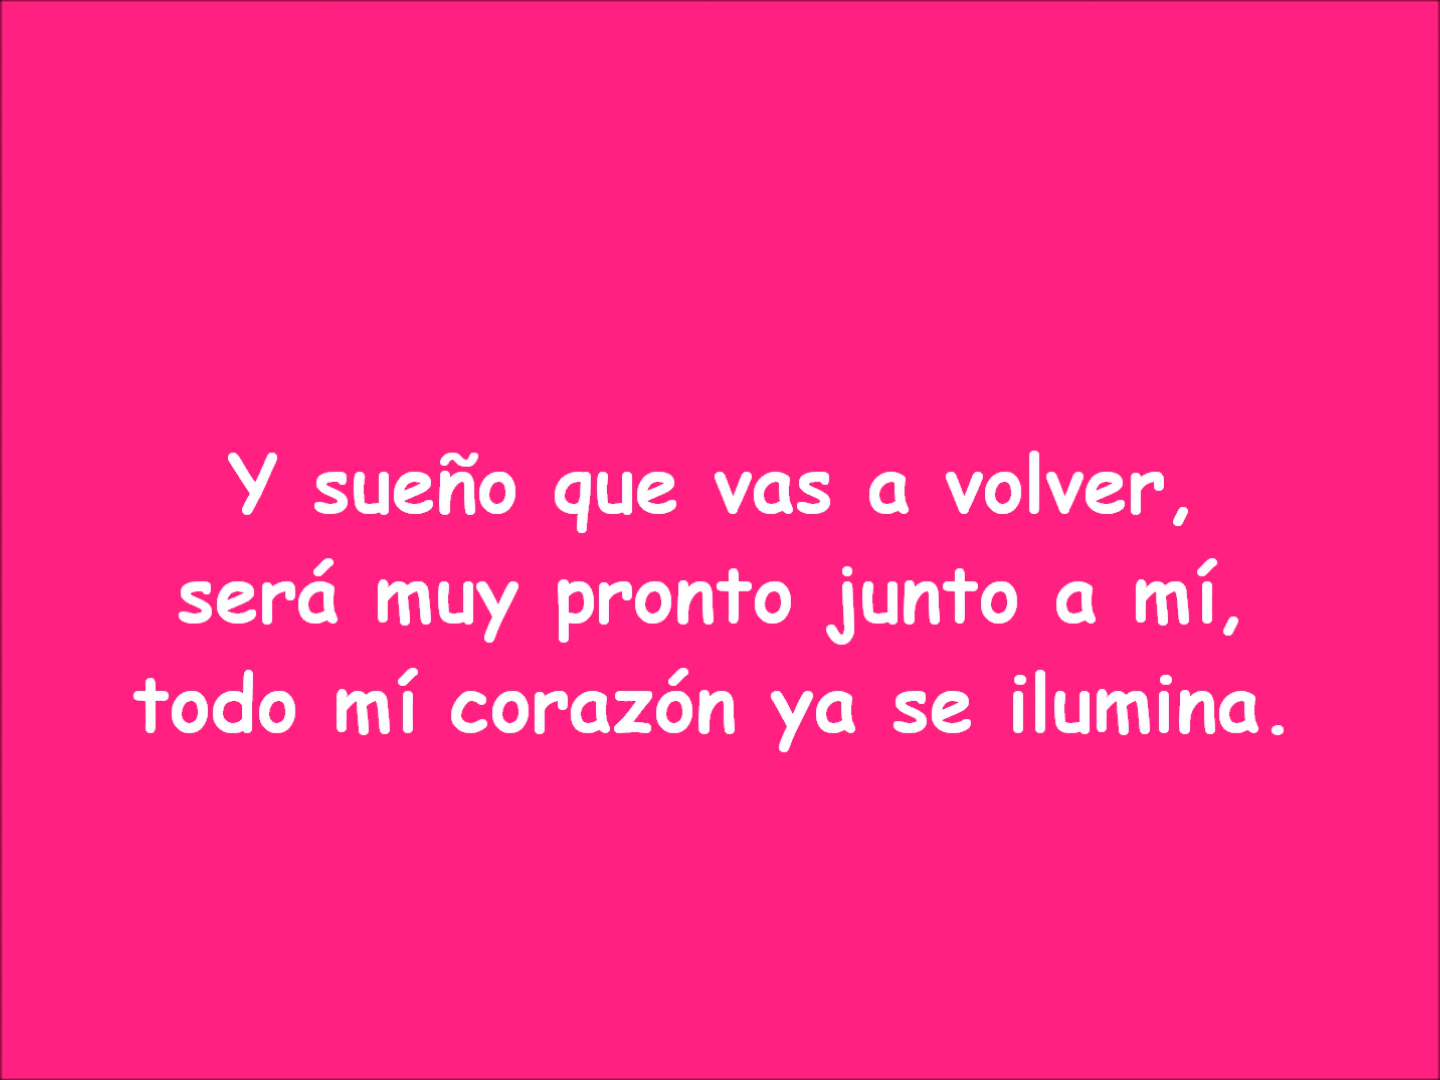 Y sueño que vas a volver,
será muy pronto junto a mí,
todo mí corazón ya se ilumina.